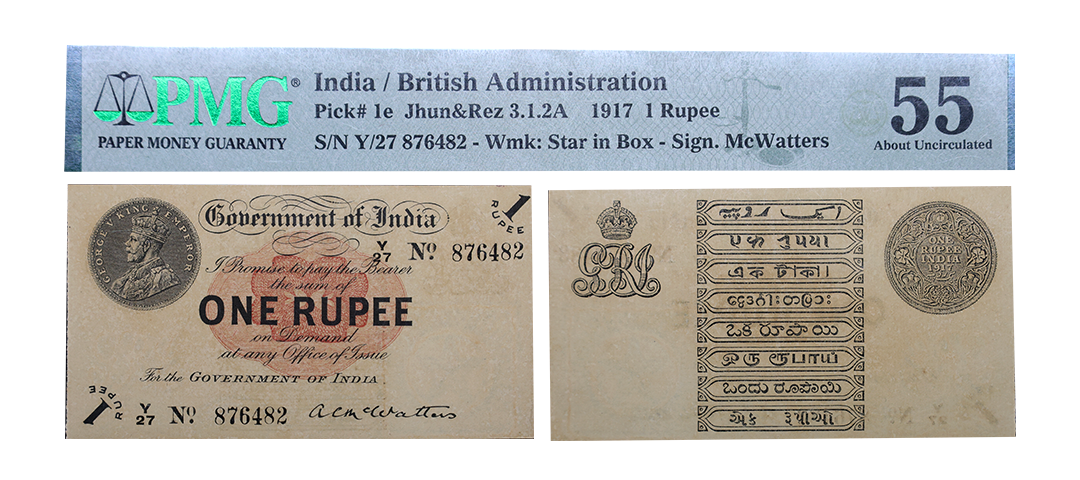 PMG®
PAPER MONEY GUARANTY
India / British Administration
Pick# 1e Jhun&Rez 3.1.2A 1917 1 Rupee
S/N Y/27 876482 - Wmk: Star in Box - Sign. McWatters
55
About Uncirculated
GEORGE V KING EMPEROR
Government of India
1 RUPEE
Y/27 Nº 876482
I Promise to pay the Bearer
the sum of
ONE RUPEE
on Demand
at any Office of Issue
For the GOVERNMENT OF INDIA.
1 RUPEE
Y/27 Nº 876482
A C McWatters
GRI
ایک روپیہ
एक रुपया
এক টাকা।
ဒေဒင်္ဂါးတပြား
ఒక రూపాయి
ஒரு ரூபாய்
ಒಂದು ರೂಪಾಯಿ
એક રૂપીઓ
ONE
RUPEE
INDIA
1917